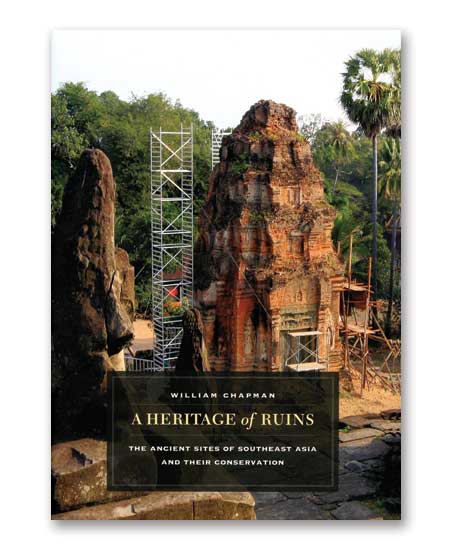 WILLIAM CHAPMAN
A HERITAGE of RUINS
THE ANCIENT SITES OF SOUTHEAST ASIA
AND THEIR CONSERVATION